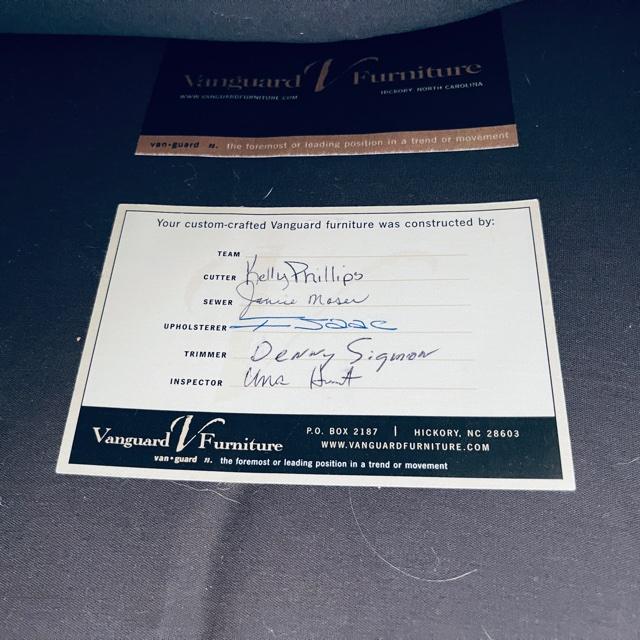 Vanguard V Furniture
WWW.VANGUARDFURNITURE.COM HICKORY NORTH CAROLINA
van•guard n. the foremost or leading position in a trend or movement
Your custom-crafted Vanguard furniture was constructed by:
TEAM
CUTTER Kelly Phillips
SEWER Janie Moser
UPHOLSTERER Isaac
TRIMMER Denny Sigmon
INSPECTOR Hunt
Vanguard V Furniture P.O. BOX 2187 | HICKORY, NC 28603
WWW.VANGUARDFURNITURE.COM
van•guard n. the foremost or leading position in a trend or movement